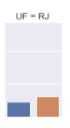 UF = RJ